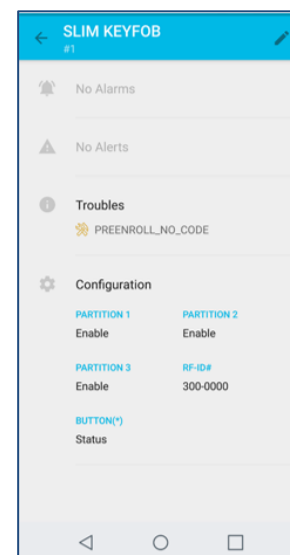 SLIM KEYFOB
#1
No Alarms
No Alerts
Troubles
PREENROLL_NO_CODE
Configuration
PARTITION 1
PARTITION 2
Enable
Enable
PARTITION 3
RF-ID#
Enable
300-0000
BUTTON(*)
Status